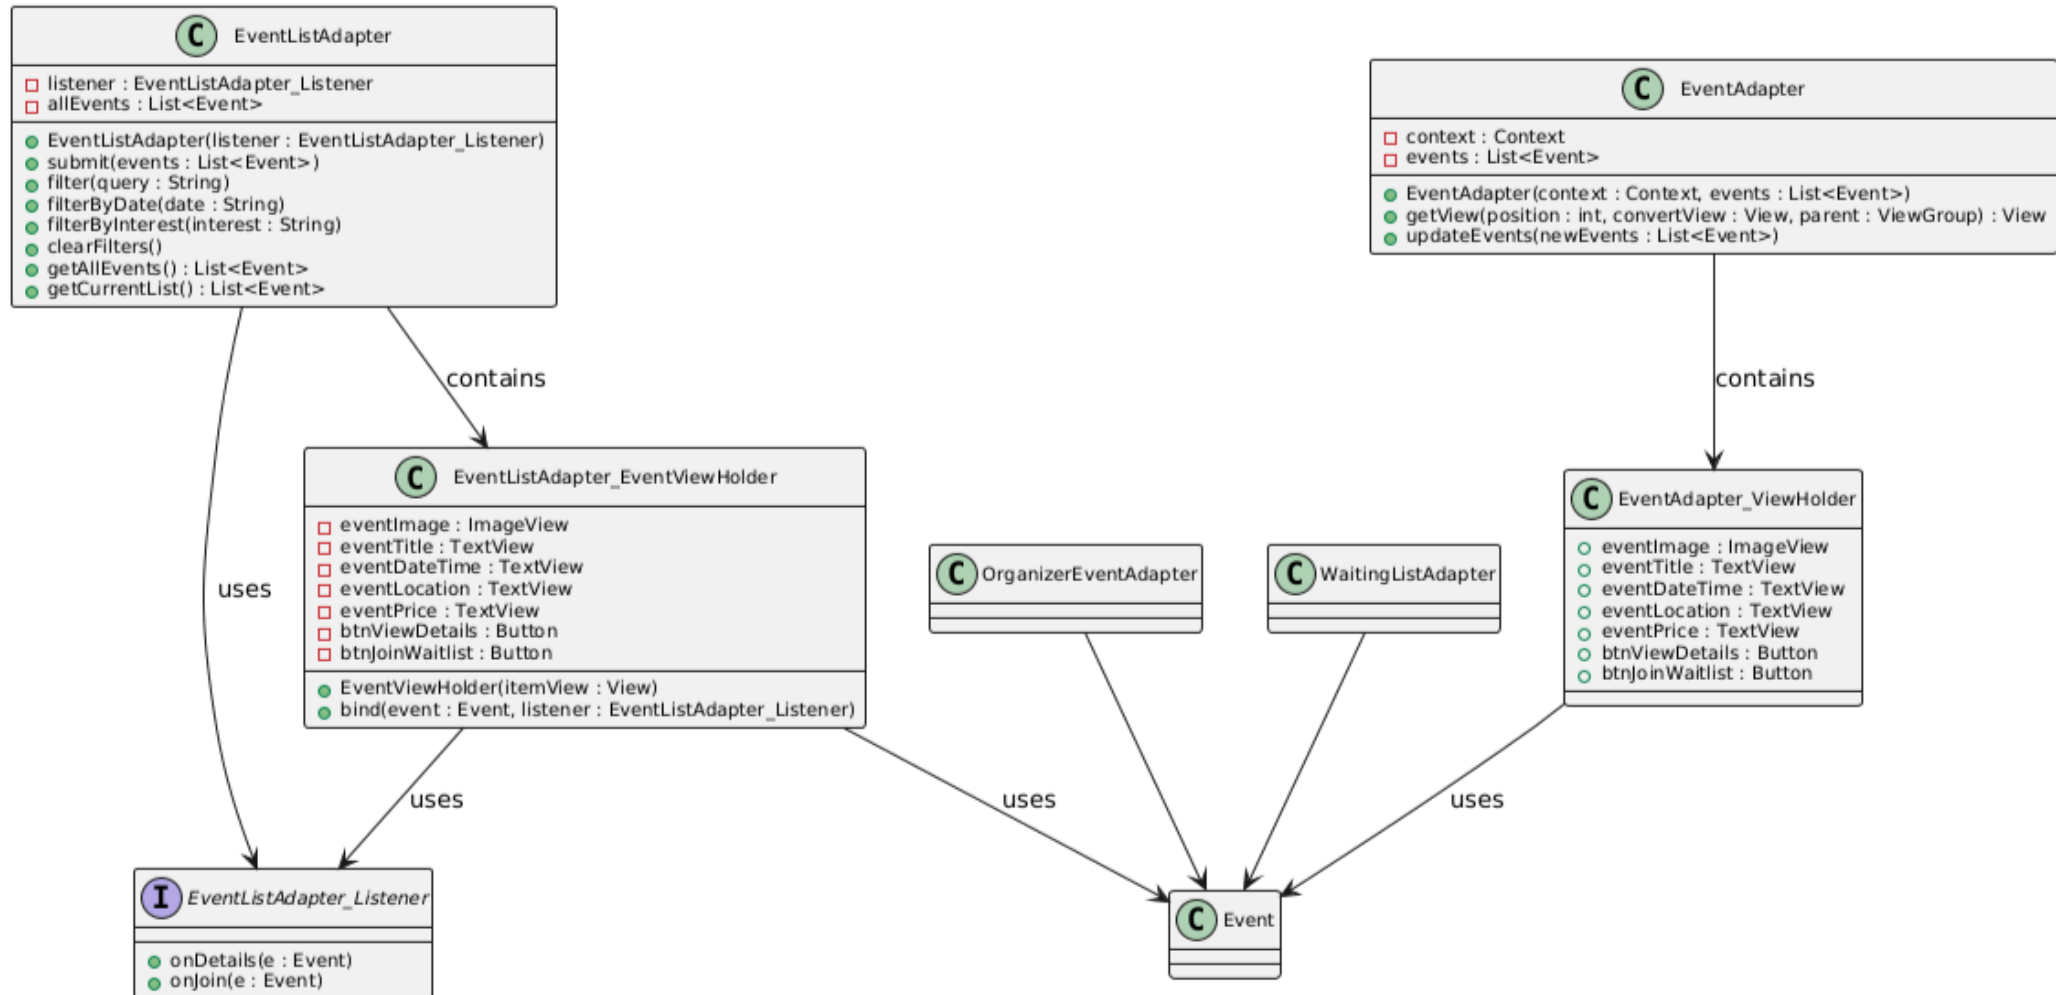 C EventListAdapter
listener : EventListAdapter_Listener
allEvents : List<Event>
EventListAdapter(listener : EventListAdapter_Listener)
submit(events : List<Event>)
filter(query : String)
filterByDate(date : String)
filterByInterest(interest : String)
clearFilters()
getAllEvents() : List<Event>
getCurrentList() : List<Event>
C EventAdapter
context : Context
events : List<Event>
EventAdapter(context : Context, events : List<Event>)
getView(position : int, convertView : View, parent : ViewGroup) : View
updateEvents(newEvents : List<Event>)
contains
contains
uses
C EventListAdapter_EventViewHolder
eventImage : ImageView
eventTitle : TextView
eventDateTime : TextView
eventLocation : TextView
eventPrice : TextView
btnViewDetails : Button
btnJoinWaitlist : Button
EventViewHolder(itemView : View)
bind(event : Event, listener : EventListAdapter_Listener)
C OrganizerEventAdapter
C WaitingListAdapter
C EventAdapter_ViewHolder
eventImage : ImageView
eventTitle : TextView
eventDateTime : TextView
eventLocation : TextView
eventPrice : TextView
btnViewDetails : Button
btnJoinWaitlist : Button
uses
uses
uses
I EventListAdapter_Listener
onDetails(e : Event)
onJoin(e : Event)
C Event